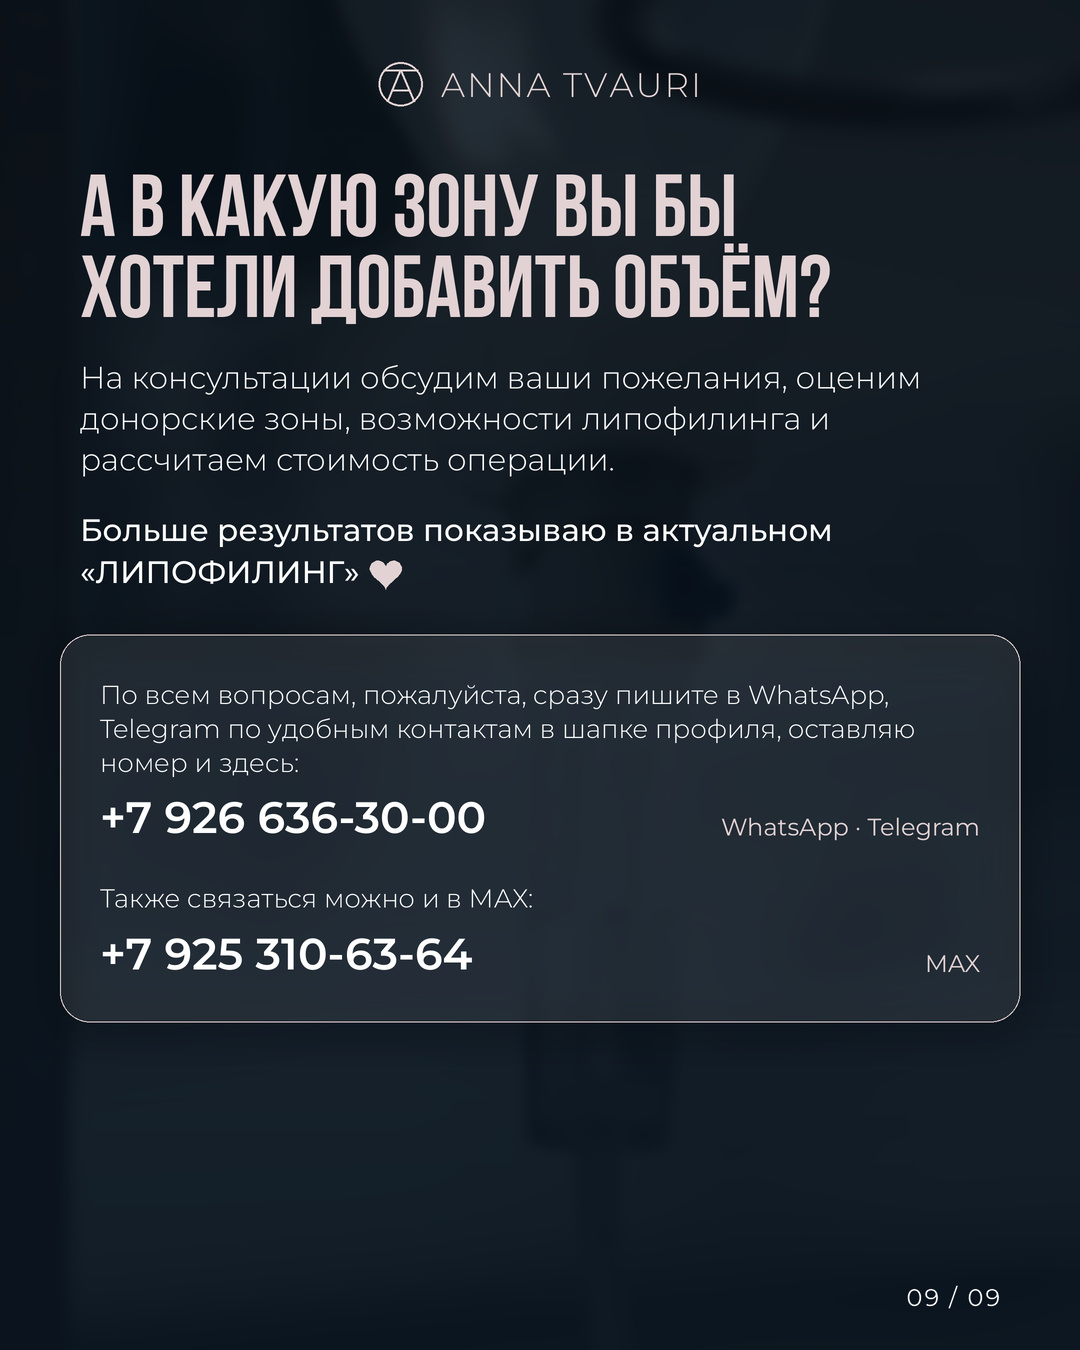 ANNA TVAURI
А В КАКУЮ ЗОНУ ВЫ БЫ
ХОТЕЛИ ДОБАВИТЬ ОБЪЁМ?
На консультации обсудим ваши пожелания, оценим
донорские зоны, возможности липофилинга и
рассчитаем стоимость операции.
Больше результатов показываю в актуальном
«ЛИПОФИЛИНГ»
По всем вопросам, пожалуйста, сразу пишите в WhatsApp,
Telegram по удобным контактам в шапке профиля, оставляю
номер и здесь:
+7 926 636-30-00
WhatsApp · Telegram
Также связаться можно и в MAX:
+7 925 310-63-64
MAX
09 / 09